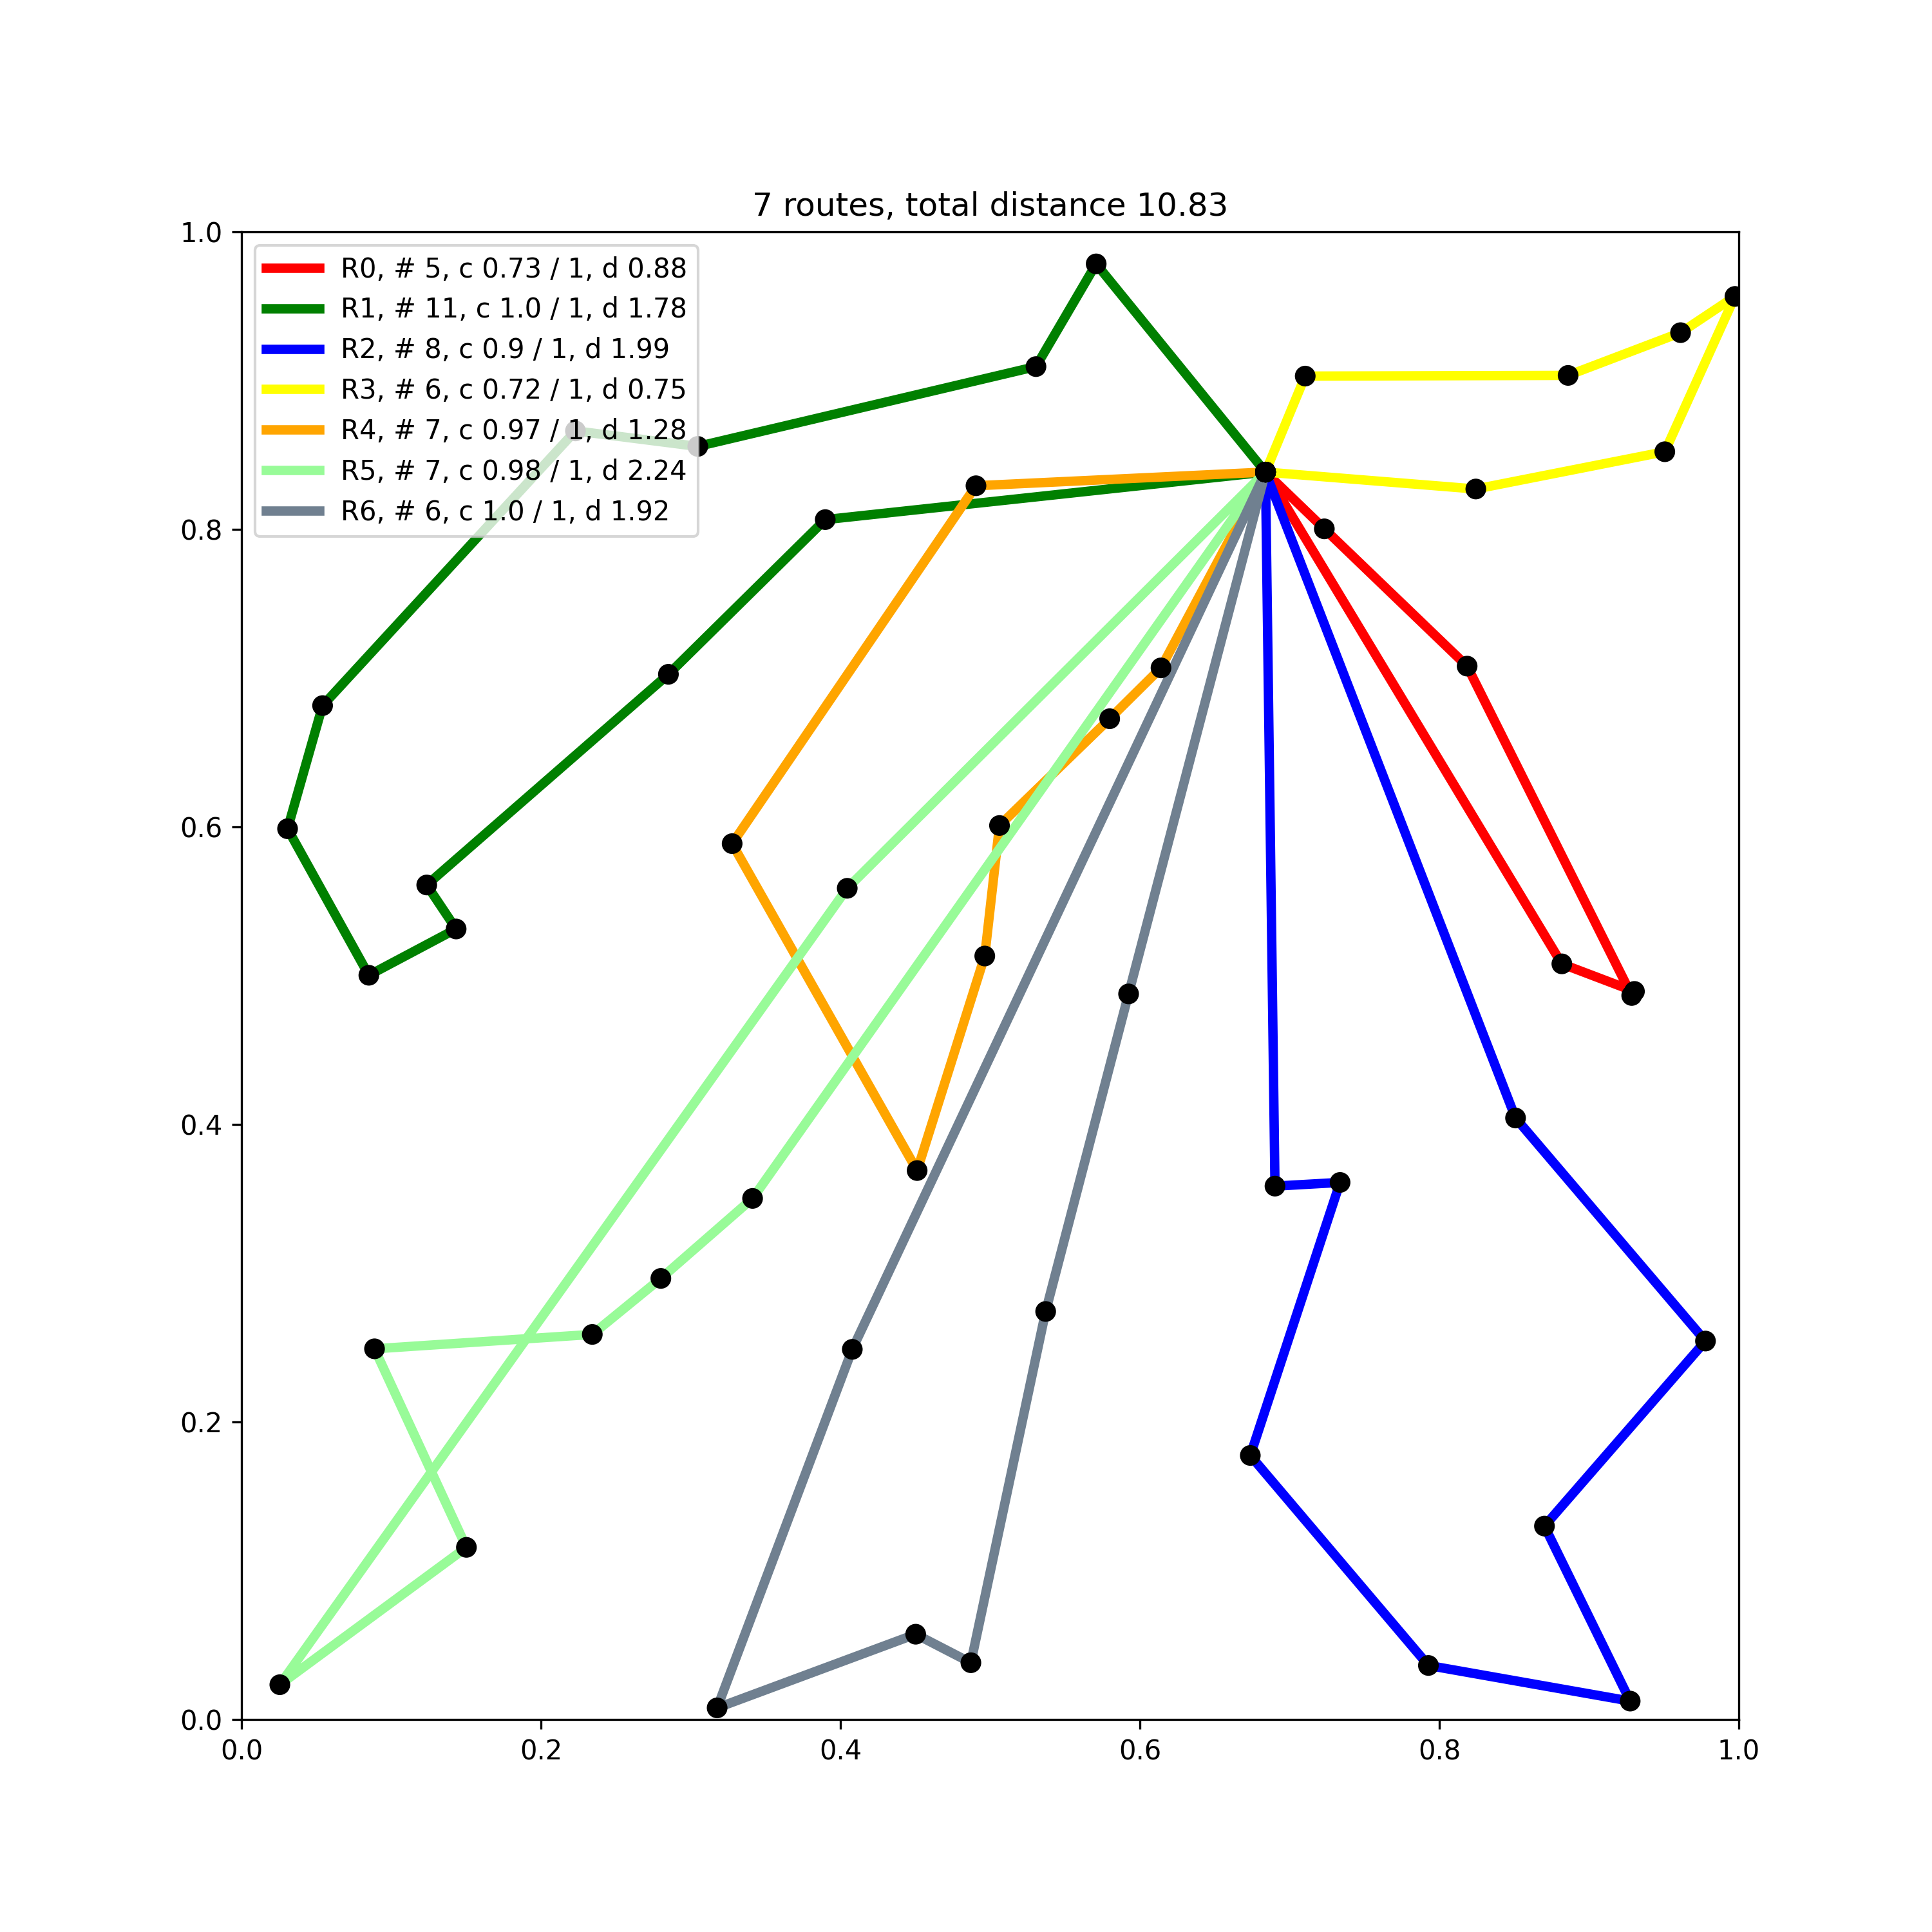 7 routes, total distance 10.83
1.0
R0, # 5, c 0.73 / 1, d 0.88
R1, # 11, c 1.0 / 1, d 1.78
R2, # 8, c 0.9 / 1, d 1.99
R3, # 6, c 0.72 / 1, d 0.75
R4, # 7, c 0.97 / 1, d 1.28
R5, # 7, c 0.98 / 1, d 2.24
R6, # 6, c 1.0 / 1, d 1.92
0.8
0.6
0.4
0.2
0.0
0.0 0.2 0.4 0.6 0.8 1.0